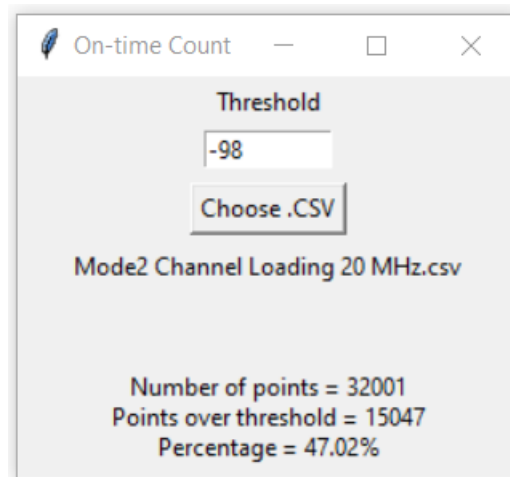 On-time Count
Threshold
-98
Choose .CSV
Mode2 Channel Loading 20 MHz.csv
Number of points = 32001
Points over threshold = 15047
Percentage = 47.02%